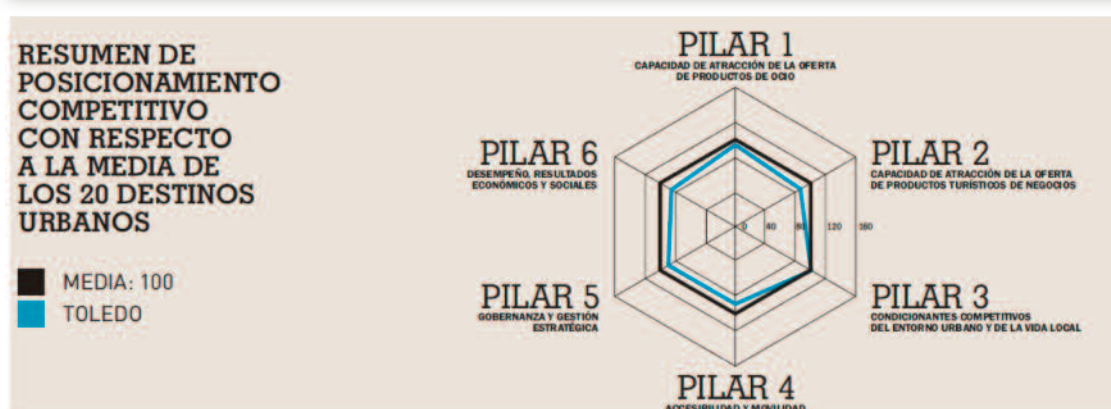 RESUMEN DE
POSICIONAMIENTO
COMPETITIVO
CON RESPECTO
A LA MEDIA DE
LOS 20 DESTINOS
URBANOS
MEDIA: 100
TOLEDO
PILAR 1
CAPACIDAD DE ATRACCIÓN DE LA OFERTA
DE PRODUCTOS DE OCIO
PILAR 2
CAPACIDAD DE ATRACCIÓN DE LA OFERTA
DE PRODUCTOS TURÍSTICOS DE NEGOCIOS
PILAR 3
CONDICIONANTES COMPETITIVOS
DEL ENTORNO URBANO Y DE LA VIDA LOCAL
PILAR 4
ACCESIBILIDAD Y MOVILIDAD
PILAR 5
GOBERNANZA Y GESTIÓN
ESTRATÉGICA
PILAR 6
DESEMPEÑO, RESULTADOS
ECONÓMICOS Y SOCIALES
0 40 80 120 160